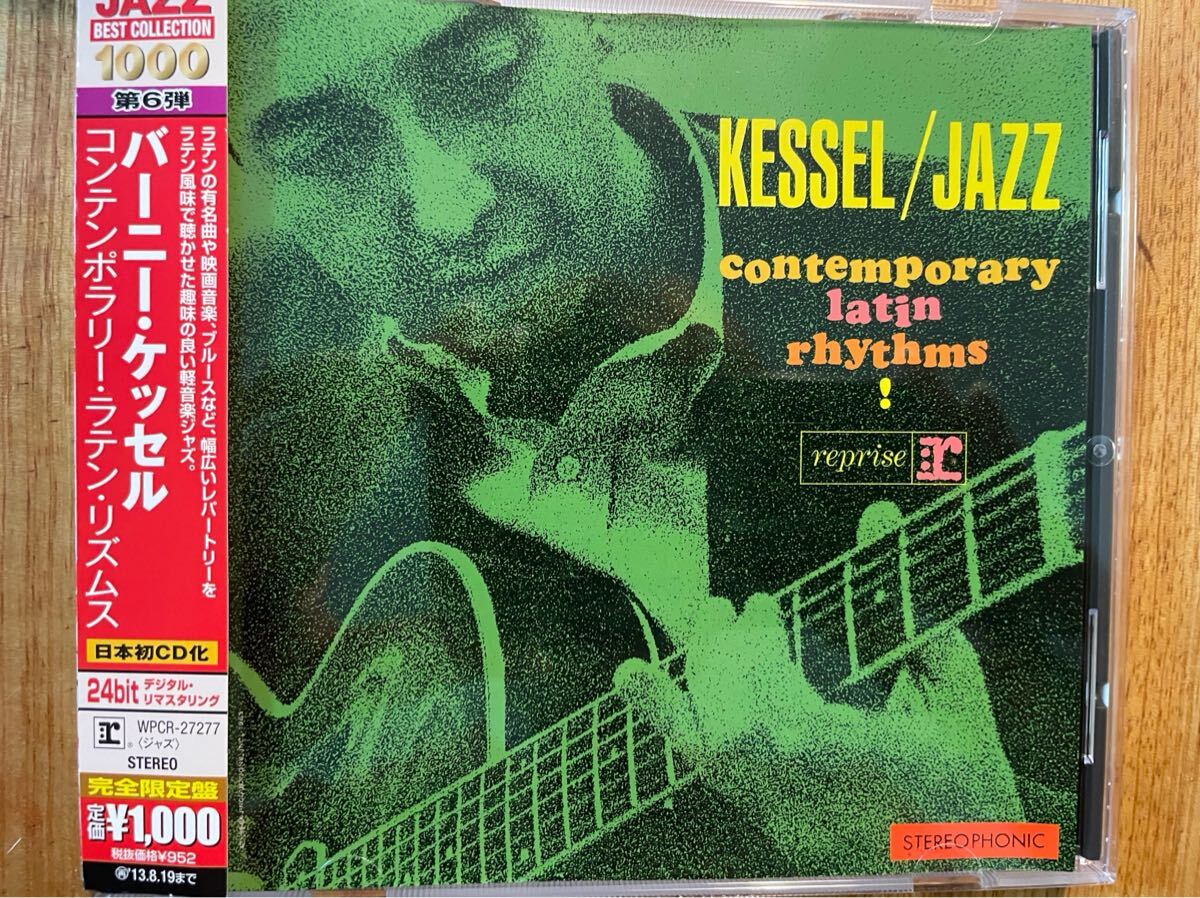 JAZZ
BEST COLLECTION
1000
第6弾
ラテンの有名曲や映画音楽、ブルースなど、幅広いレパートリーを
ラテン風味で聴かせた趣味の良い軽音楽ジャズ。
バーニー・ケッセル
コンテンポラリー・ラテン・リズムス
日本初CD化
24bit デジタル・
リマスタリング
r® WPCR-27277
〈ジャズ〉
STEREO
完全限定盤
定価¥1,000
税抜価格¥952
再'13.8.19まで
KESSEL/JAZZ
contemporary
latin
rhythms
!
reprise r
STEREOPHONIC